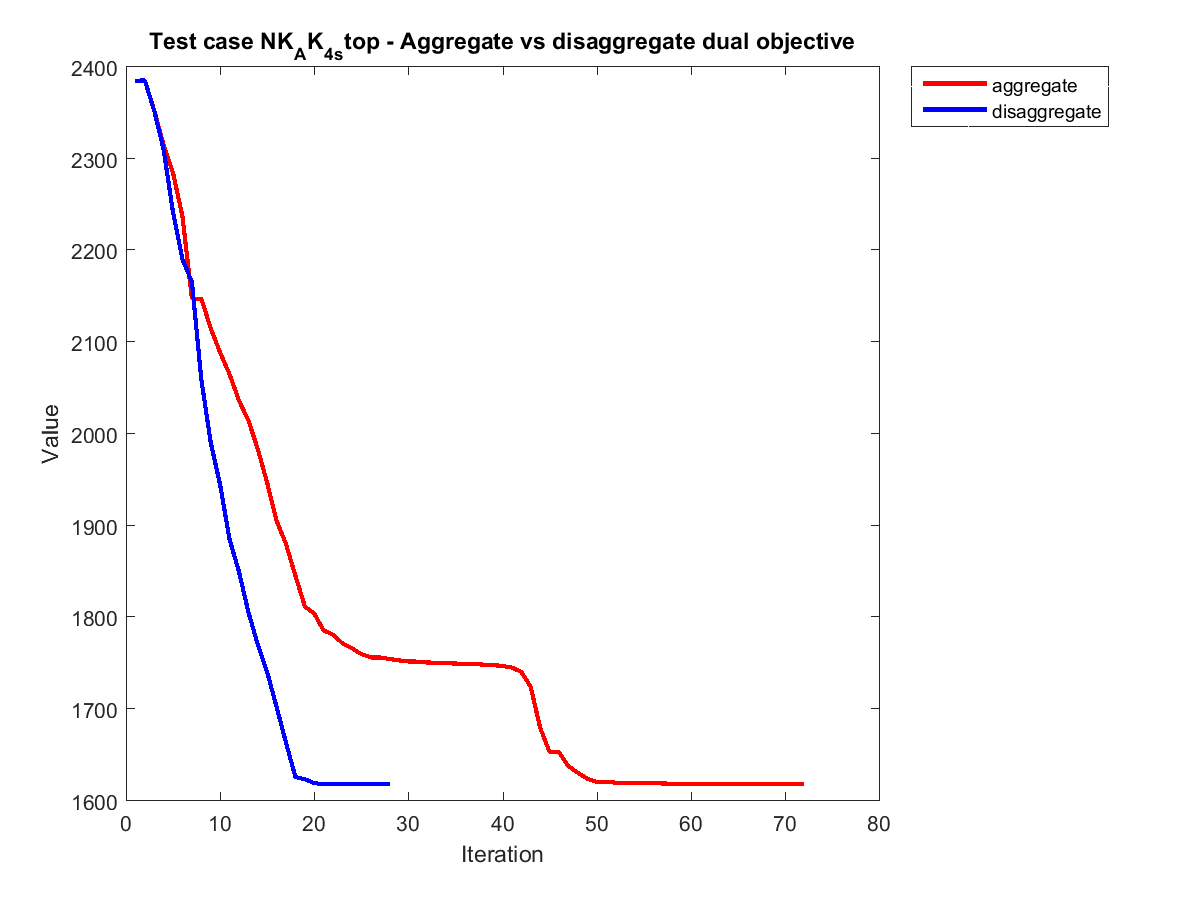 Test case NK_AK_4stop - Aggregate vs disaggregate dual objective
aggregate
disaggregate
2400
2300
2200
2100
2000
1900
1800
1700
1600
Value
0 10 20 30 40 50 60 70 80
Iteration